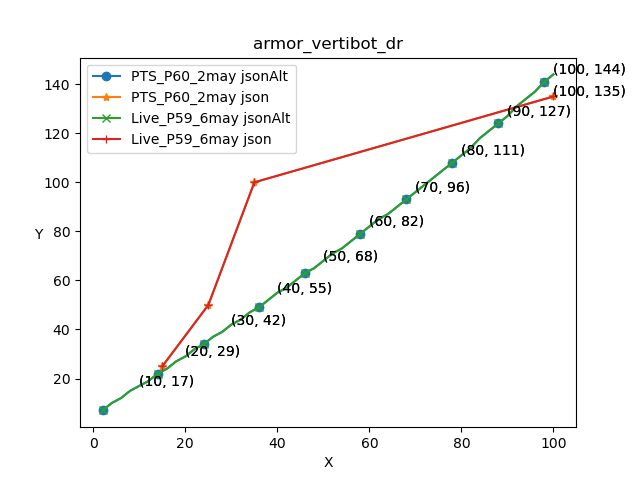 armor_vertibot_dr
PTS_P60_2may jsonAlt
PTS_P60_2may json
Live_P59_6may jsonAlt
Live_P59_6may json
(100, 144)
(100, 135)
(90, 127)
(80, 111)
(70, 96)
(60, 82)
(50, 68)
(40, 55)
(30, 42)
(20, 29)
(10, 17)
140
120
100
80
60
40
20
Y
0 20 40 60 80 100
X